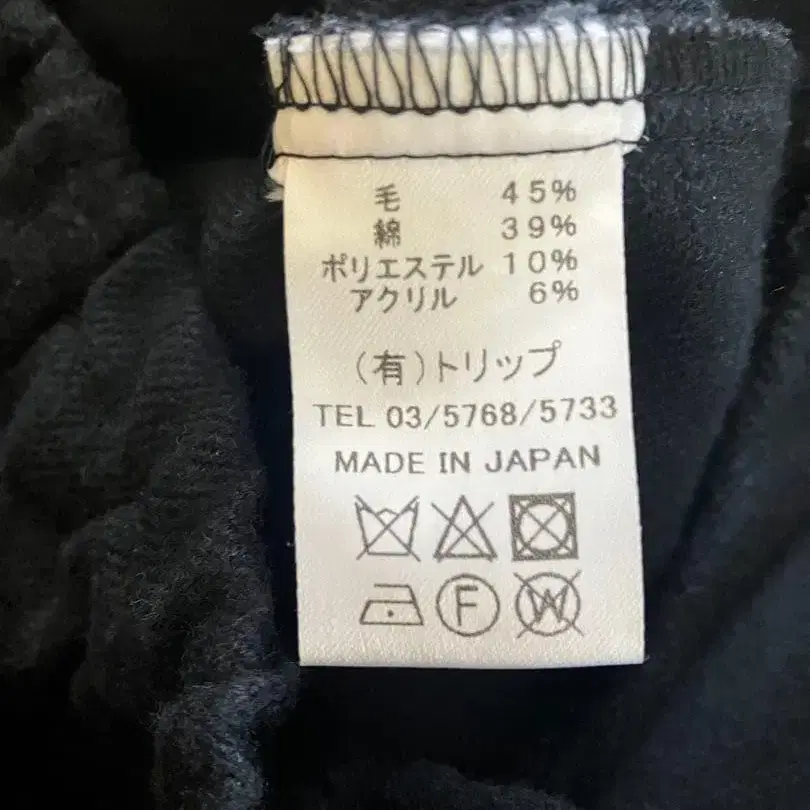 毛 45%
綿 39%
ポリエステル 10%
アクリル 6%
(有)トリップ
TEL 03/5768/5733
MADE IN JAPAN
F W